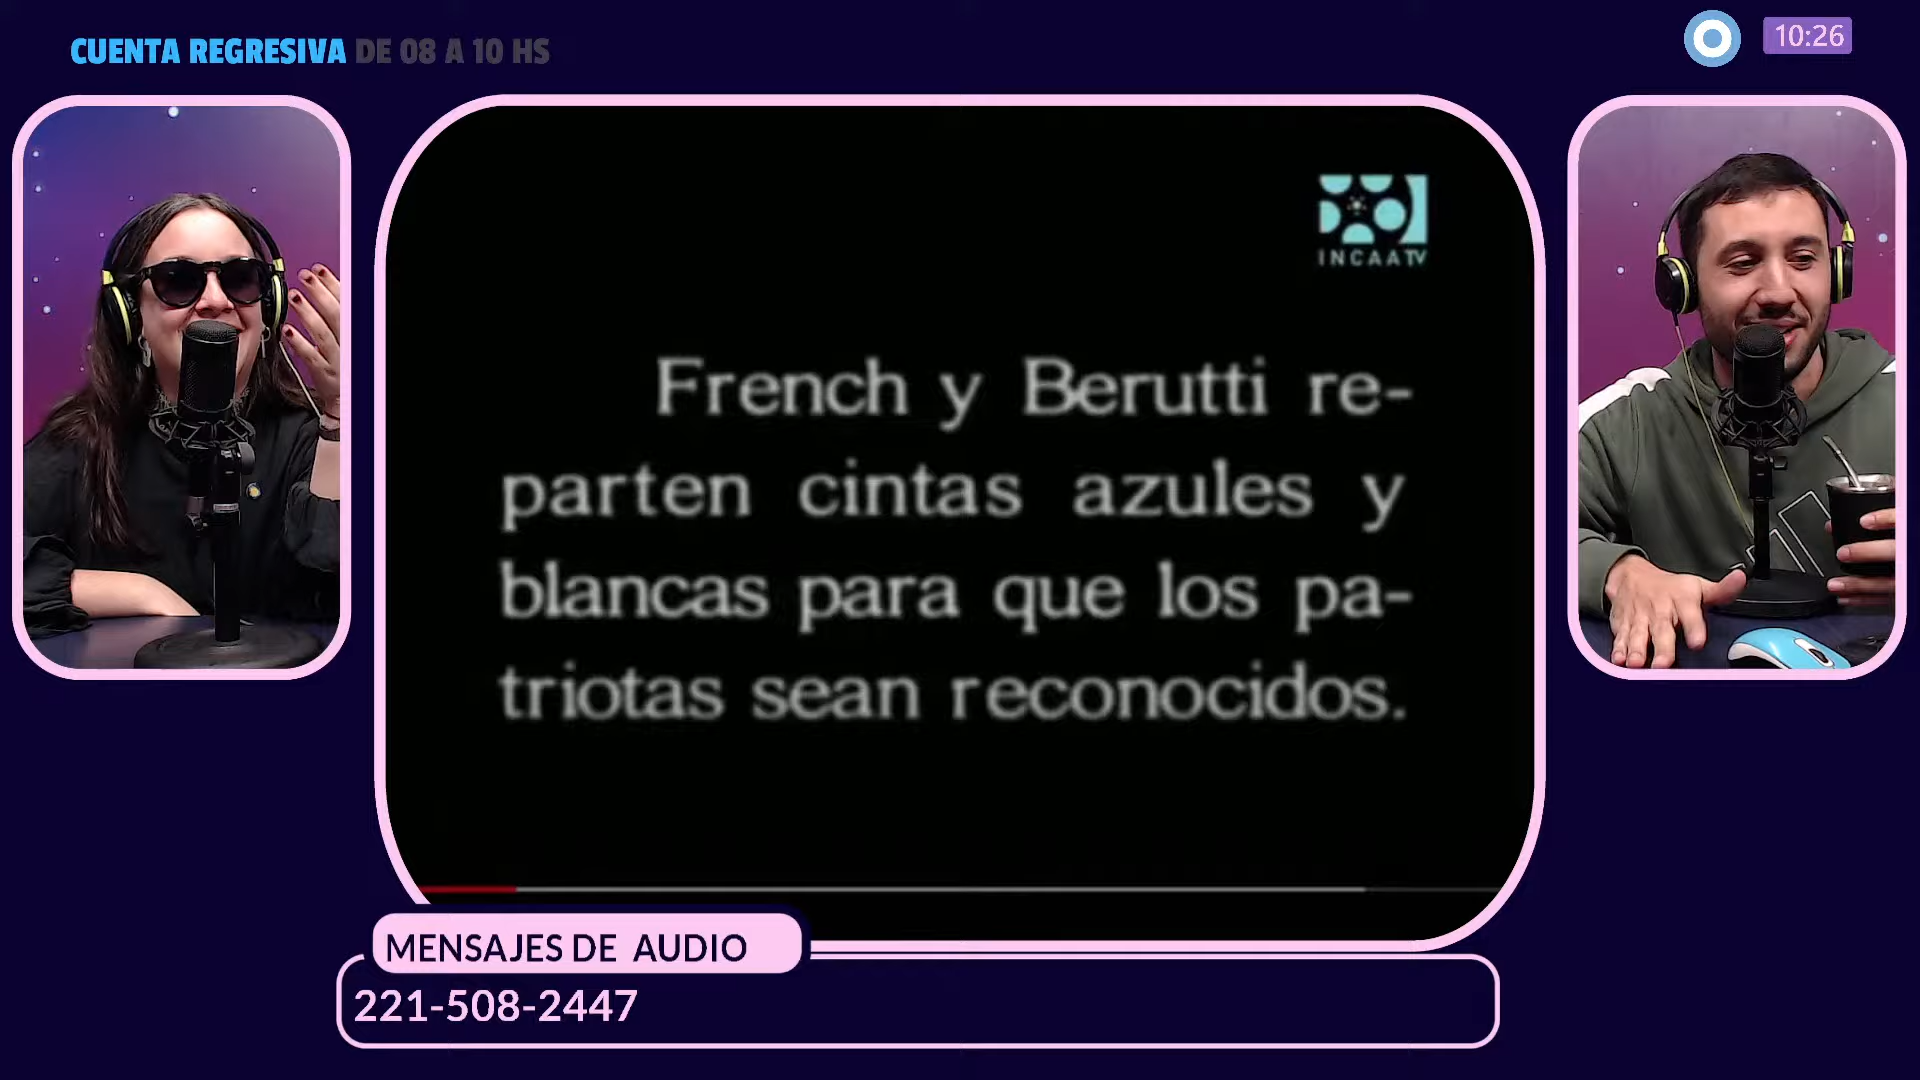 CUENTA REGRESIVA DE 08 A 10 HS
10:26
INCAATV
French y Berutti re-
parten cintas azules y
blancas para que los pa-
triotas sean reconocidos.
MENSAJES DE AUDIO
221-508-2447